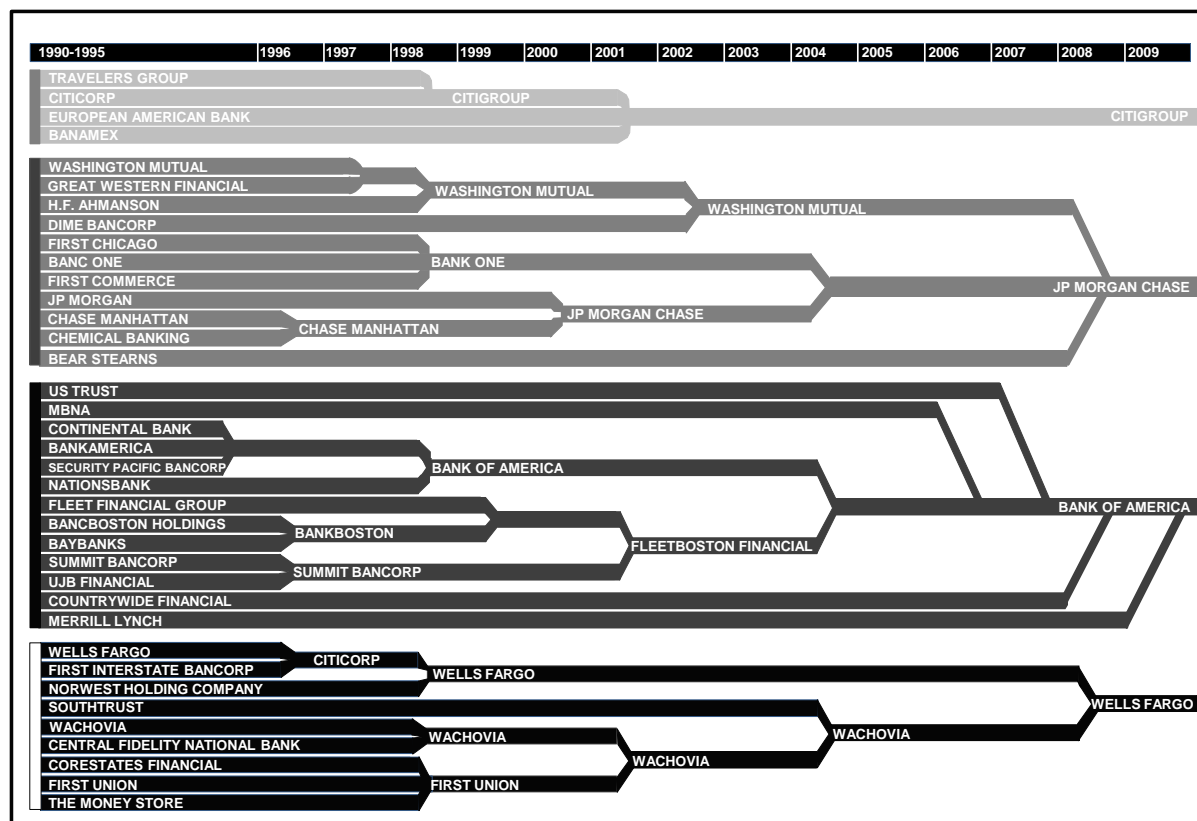 1990-1995 1996 1997 1998 1999 2000 2001 2002 2003 2004 2005 2006 2007 2008 2009
TRAVELERS GROUP
CITICORP CITIGROUP
EUROPEAN AMERICAN BANK CITIGROUP
BANAMEX
WASHINGTON MUTUAL
GREAT WESTERN FINANCIAL
WASHINGTON MUTUAL
H.F. AHMANSON
WASHINGTON MUTUAL
DIME BANCORP
FIRST CHICAGO
BANC ONE BANK ONE
FIRST COMMERCE
JP MORGAN CHASE
JP MORGAN
JP MORGAN CHASE
CHASE MANHATTAN
CHASE MANHATTAN
CHEMICAL BANKING
BEAR STEARNS
US TRUST
MBNA
CONTINENTAL BANK
BANKAMERICA
SECURITY PACIFIC BANCORP BANK OF AMERICA
NATIONSBANK
FLEET FINANCIAL GROUP BANK OF AMERICA
BANCBOSTON HOLDINGS
BANKBOSTON
BAYBANKS FLEETBOSTON FINANCIAL
SUMMIT BANCORP
SUMMIT BANCORP
UJB FINANCIAL
COUNTRYWIDE FINANCIAL
MERRILL LYNCH
WELLS FARGO
CITICORP
FIRST INTERSTATE BANCORP
WELLS FARGO
NORWEST HOLDING COMPANY
WELLS FARGO
SOUTHTRUST
WACHOVIA
WACHOVIA
WACHOVIA
CENTRAL FIDELITY NATIONAL BANK
WACHOVIA
CORESTATES FINANCIAL
FIRST UNION FIRST UNION
THE MONEY STORE